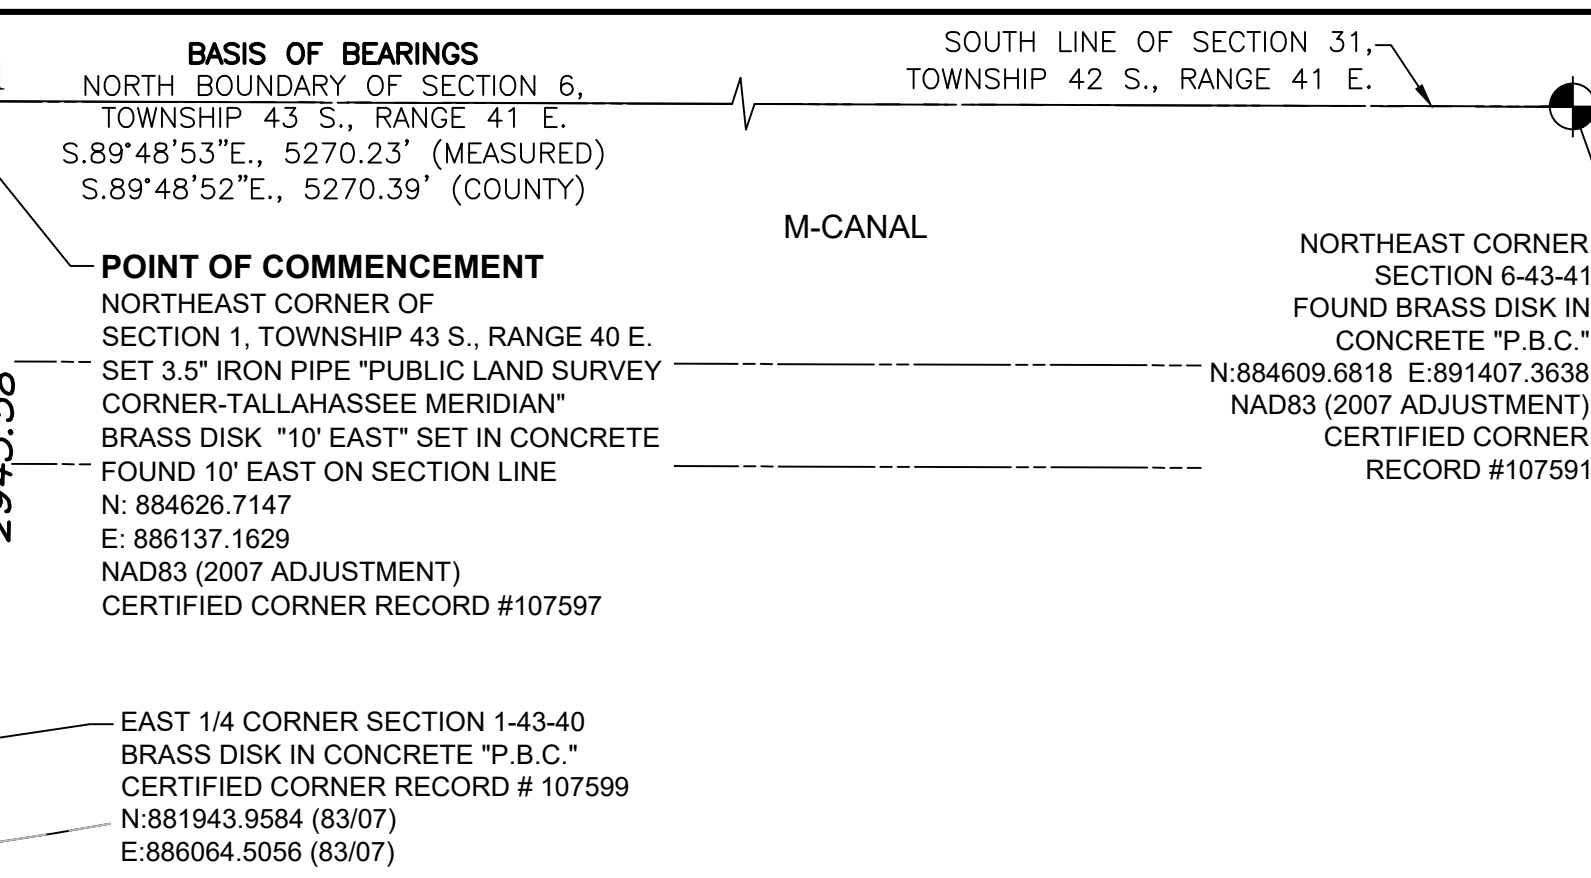 BASIS OF BEARINGS
NORTH BOUNDARY OF SECTION 6,
TOWNSHIP 43 S., RANGE 41 E.
S.89°48'53"E., 5270.23' (MEASURED)
S.89°48'52"E., 5270.39' (COUNTY)
SOUTH LINE OF SECTION 31,
TOWNSHIP 42 S., RANGE 41 E.
M-CANAL
POINT OF COMMENCEMENT
NORTHEAST CORNER OF
SECTION 1, TOWNSHIP 43 S., RANGE 40 E.
SET 3.5" IRON PIPE "PUBLIC LAND SURVEY
CORNER-TALLAHASSEE MERIDIAN"
BRASS DISK "10' EAST" SET IN CONCRETE
FOUND 10' EAST ON SECTION LINE
N: 884626.7147
E: 886137.1629
NAD83 (2007 ADJUSTMENT)
CERTIFIED CORNER RECORD #107597
NORTHEAST CORNER
SECTION 6-43-41
FOUND BRASS DISK IN
CONCRETE "P.B.C."
N:884609.6818 E:891407.3638
NAD83 (2007 ADJUSTMENT)
CERTIFIED CORNER
RECORD #107591
EAST 1/4 CORNER SECTION 1-43-40
BRASS DISK IN CONCRETE "P.B.C."
CERTIFIED CORNER RECORD # 107599
N:881943.9584 (83/07)
E:886064.5056 (83/07)